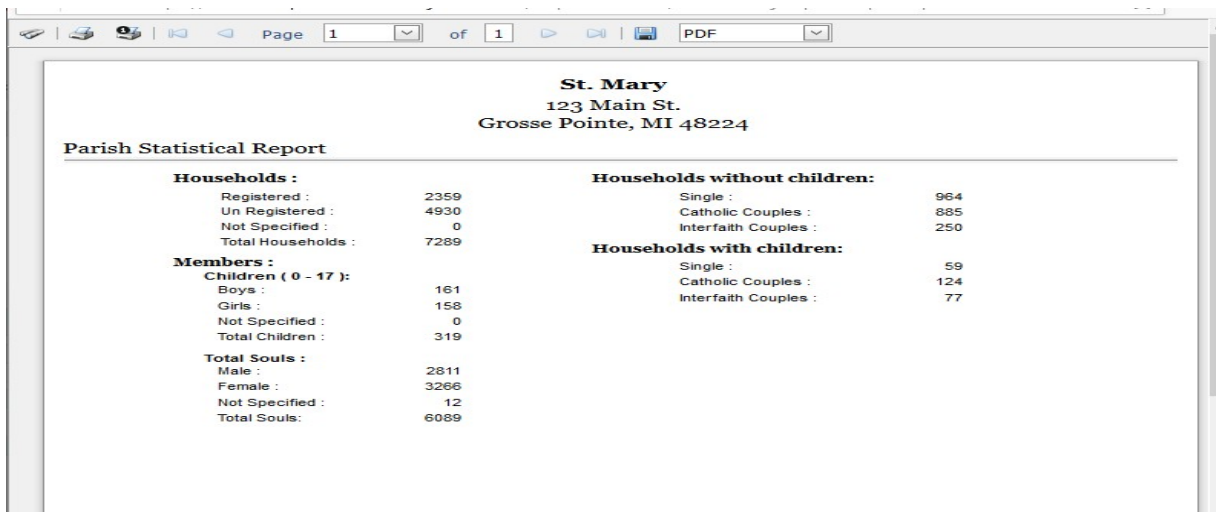 Page 1 of 1 PDF
St. Mary
123 Main St.
Grosse Pointe, MI 48224
Parish Statistical Report
Households :
Registered : 2359
Un Registered : 4930
Not Specified : 0
Total Households : 7289
Members :
Children ( 0 - 17 ):
Boys : 161
Girls : 158
Not Specified : 0
Total Children : 319
Total Souls :
Male : 2811
Female : 3266
Not Specified : 12
Total Souls: 6089
Households without children:
Single : 964
Catholic Couples : 885
Interfaith Couples : 250
Households with children:
Single : 59
Catholic Couples : 124
Interfaith Couples : 77